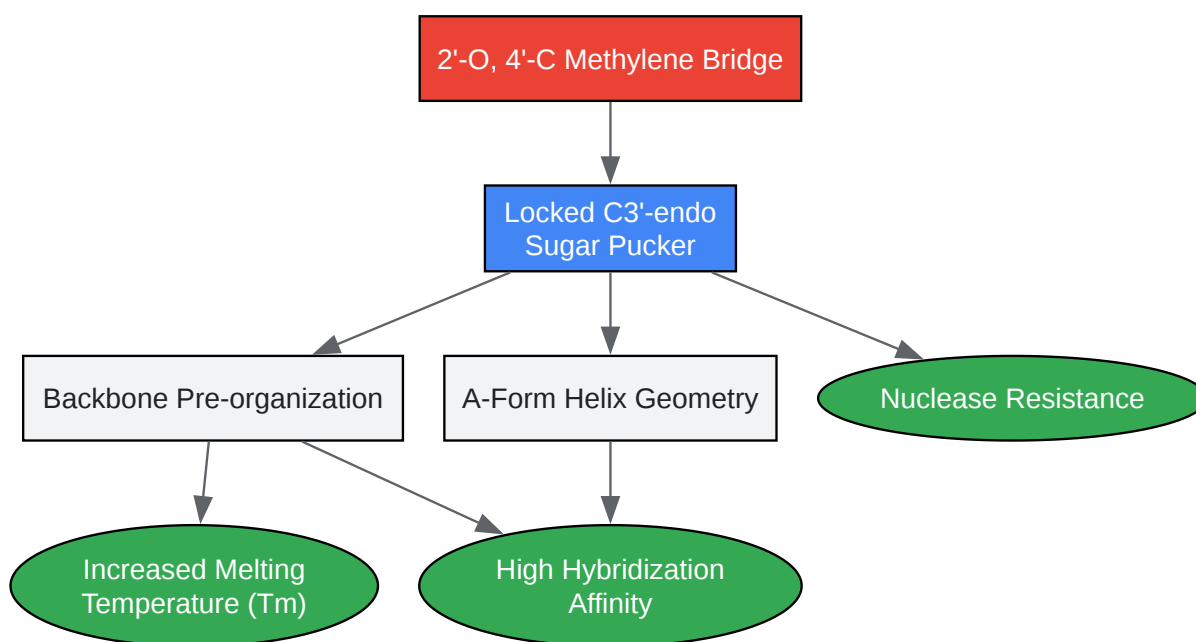 2'-O, 4'-C Methylene Bridge
Locked C3'-endo
Sugar Pucker
Backbone Pre-organization
A-Form Helix Geometry
Nuclease Resistance
Increased Melting
Temperature (Tm)
High Hybridization
Affinity